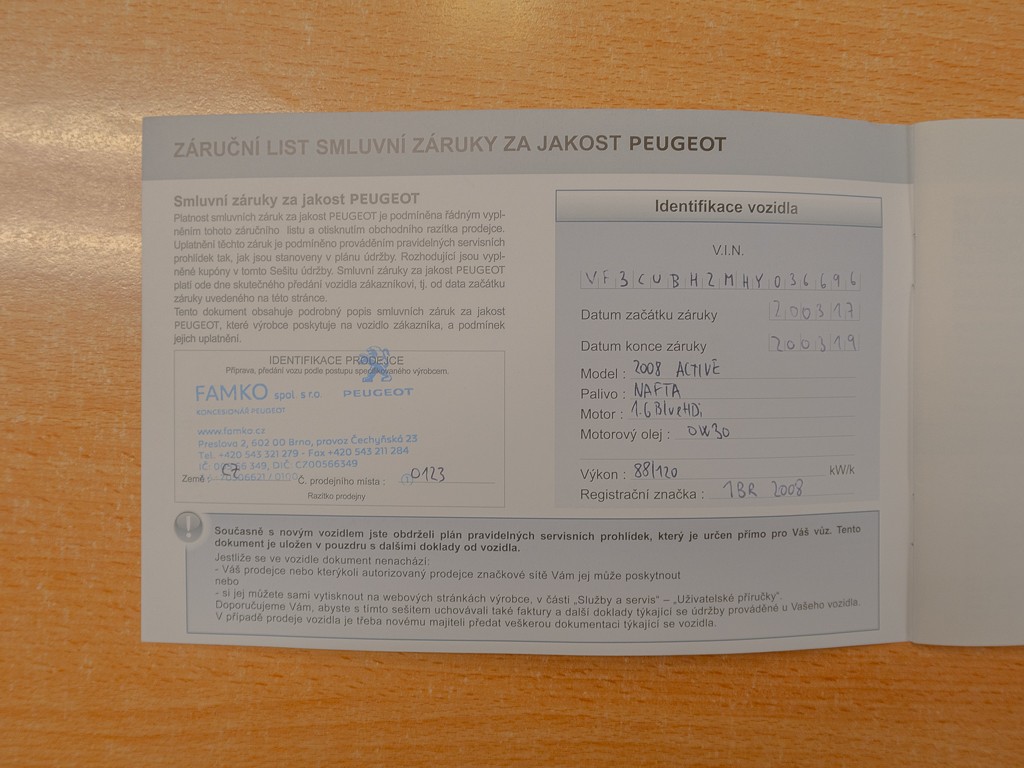 ZÁRUČNÍ LIST SMLUVNÍ ZÁRUKY ZA JAKOST PEUGEOT
Smluvní záruky za jakost PEUGEOT
Platnost smluvních záruk za jakost PEUGEOT je podmíněna řádným vypl-
něním tohoto záručního listu a otisknutím obchodního razítka prodejce.
Uplatnění těchto záruk je podmíněno prováděním pravidelných servisních
prohlídek tak, jak jsou stanoveny v plánu údržby. Rozhodující jsou vypl-
něné kupóny v tomto Sešitu údržby. Smluvní záruky za jakost PEUGEOT
platí ode dne skutečného předání vozidla zákazníkovi, tj. od data začátku
záruky uvedeného na této stránce.
Tento dokument obsahuje podrobný popis smluvních záruk za jakost
PEUGEOT, které výrobce poskytuje na vozidlo zákazníka, a podmínek
jejich uplatnění.
IDENTIFIKACE PRODEJCE
Příprava, předání vozu podle postupu specifikovaného výrobcem.
FAMKO spol. s r.o.
KONCESIONÁŘ PEUGEOT
PEUGEOT
www.famko.cz
Preslova 2, 602 00 Brno, provoz Čechyňská 23
Tel. +420 543 321 279 - Fax +420 543 211 284
349, DIČ: CZ00566349
Země : CZ Č. prodejního místa : 0123
Razítko prodejny
Identifikace vozidla
V.I.N.
VF3CUBHZMHY036696
Datum začátku záruky 200317
Datum konce záruky 200319
Model : 2008 ACTIVE
Palivo : NAFTA
Motor : 1.6 BlueHDi
Motorový olej : 0W30
Výkon : 88/120 kW/k
Registrační značka : 1BR 2008
Současně s novým vozidlem jste obdrželi plán pravidelných servisních prohlídek, který je určen přímo pro Váš vůz. Tento
dokument je uložen v pouzdru s dalšími doklady od vozidla.
Jestliže se ve vozidle dokument nenachází:
- Váš prodejce nebo kterýkoli autorizovaný prodejce značkové sítě Vám jej může poskytnout
nebo
- si jej můžete sami vytisknout na webových stránkách výrobce, v části „Služby a servis“ – „Uživatelské příručky“.
Doporučujeme Vám, abyste s tímto sešitem uchovávali také faktury a další doklady týkající se údržby prováděné u Vašeho vozidla.
V případě prodeje vozidla je třeba novému majiteli předat veškerou dokumentaci týkající se vozidla.